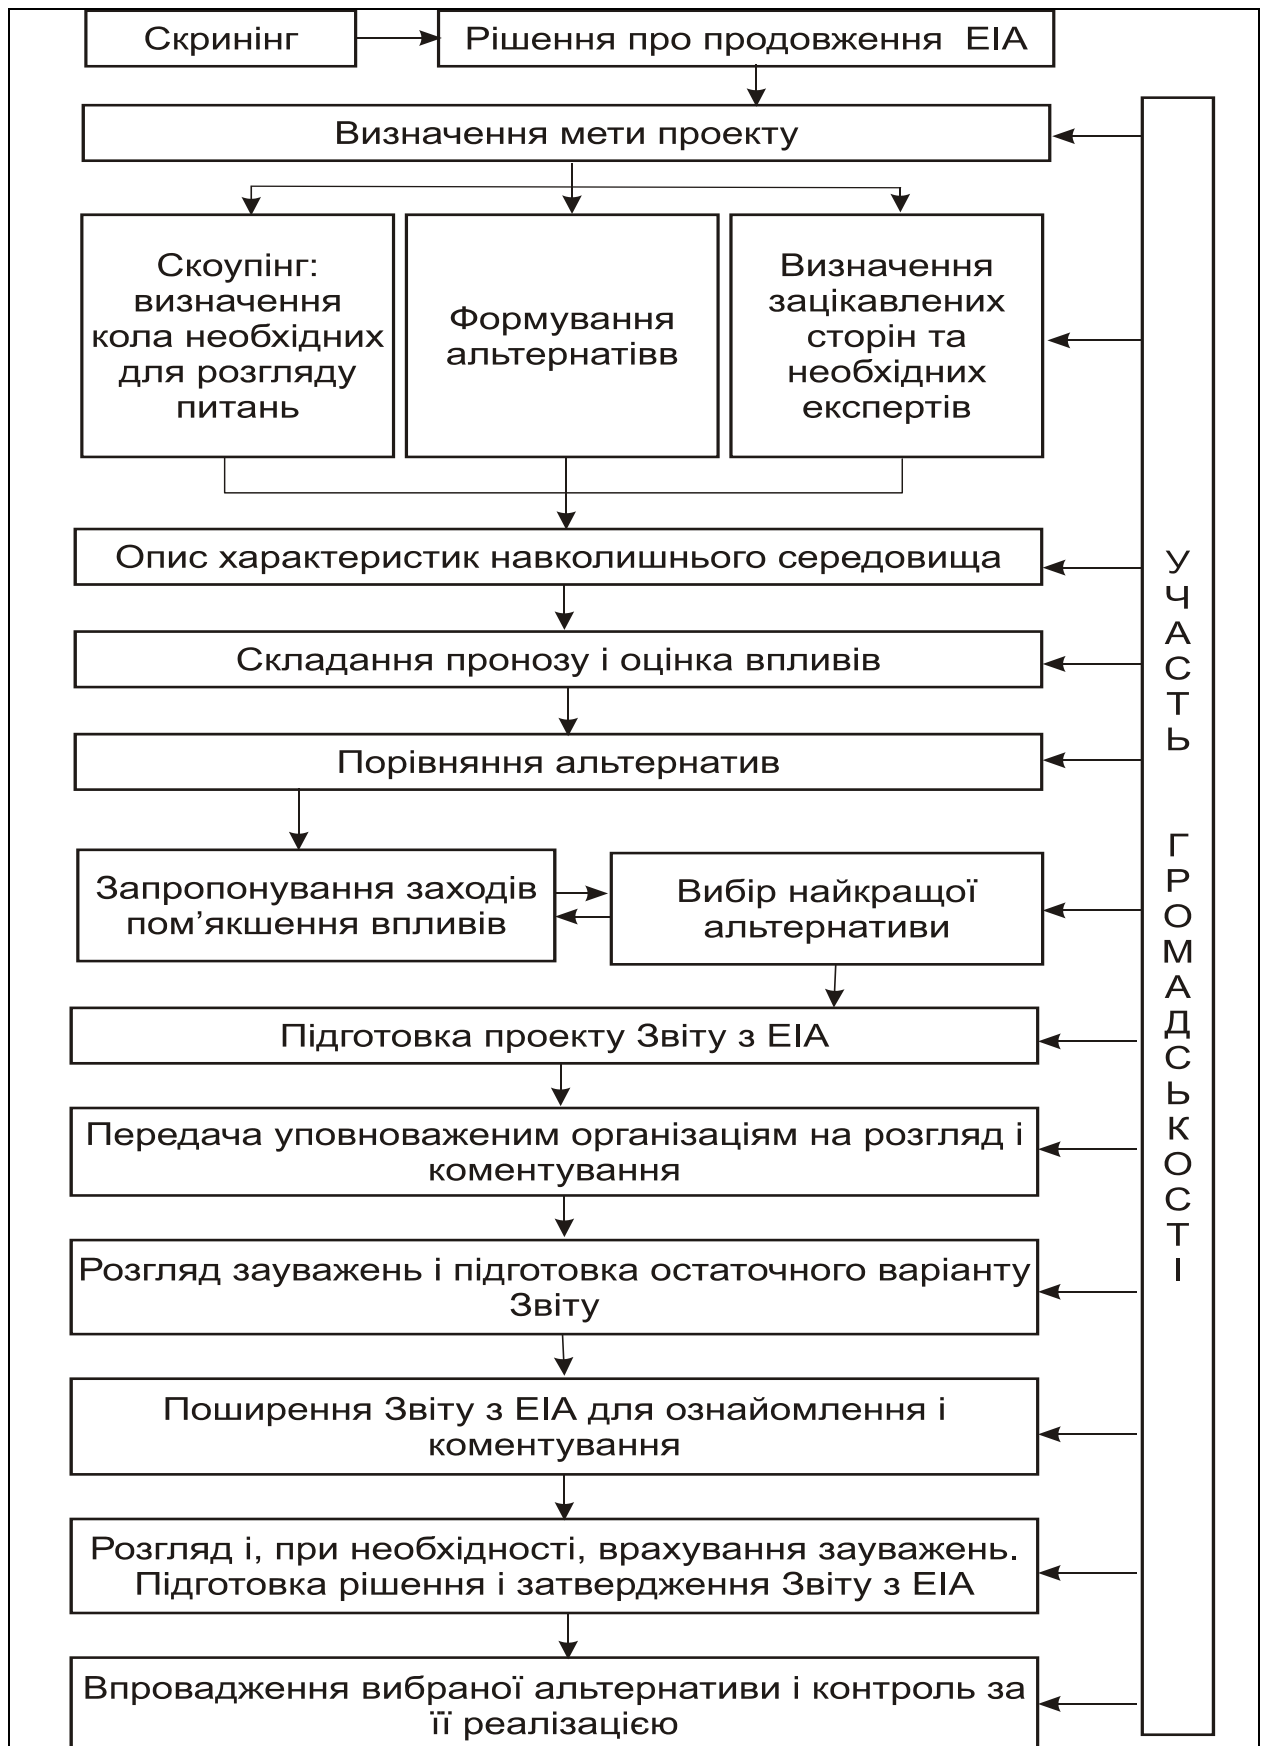 Скринінг
Рішення про продовження ЕІА
Визначення мети проекту
Скоупінг:
визначення
кола необхідних
для розгляду
питань
Формування
альтернатівв
Визначення
зацікавлених
сторін та
необхідних
експертів
Опис характеристик навколишнього середовища
Складання пронозу і оцінка впливів
Порівняння альтернатив
Запропонування заходів
пом’якшення впливів
Вибір найкращої
альтернативи
Підготовка проекту Звіту з ЕІА
Передача уповноваженим організаціям на розгляд і
коментування
Розгляд зауважень і підготовка остаточного варіанту
Звіту
Поширення Звіту з ЕІА для ознайомлення і
коментування
Розгляд і, при необхідності, врахування зауважень.
Підготовка рішення і затвердження Звіту з ЕІА
Впровадження вибраної альтернативи і контроль за
її реалізацією
УЧАСТЬ ГРОМАДСЬКОСТІ